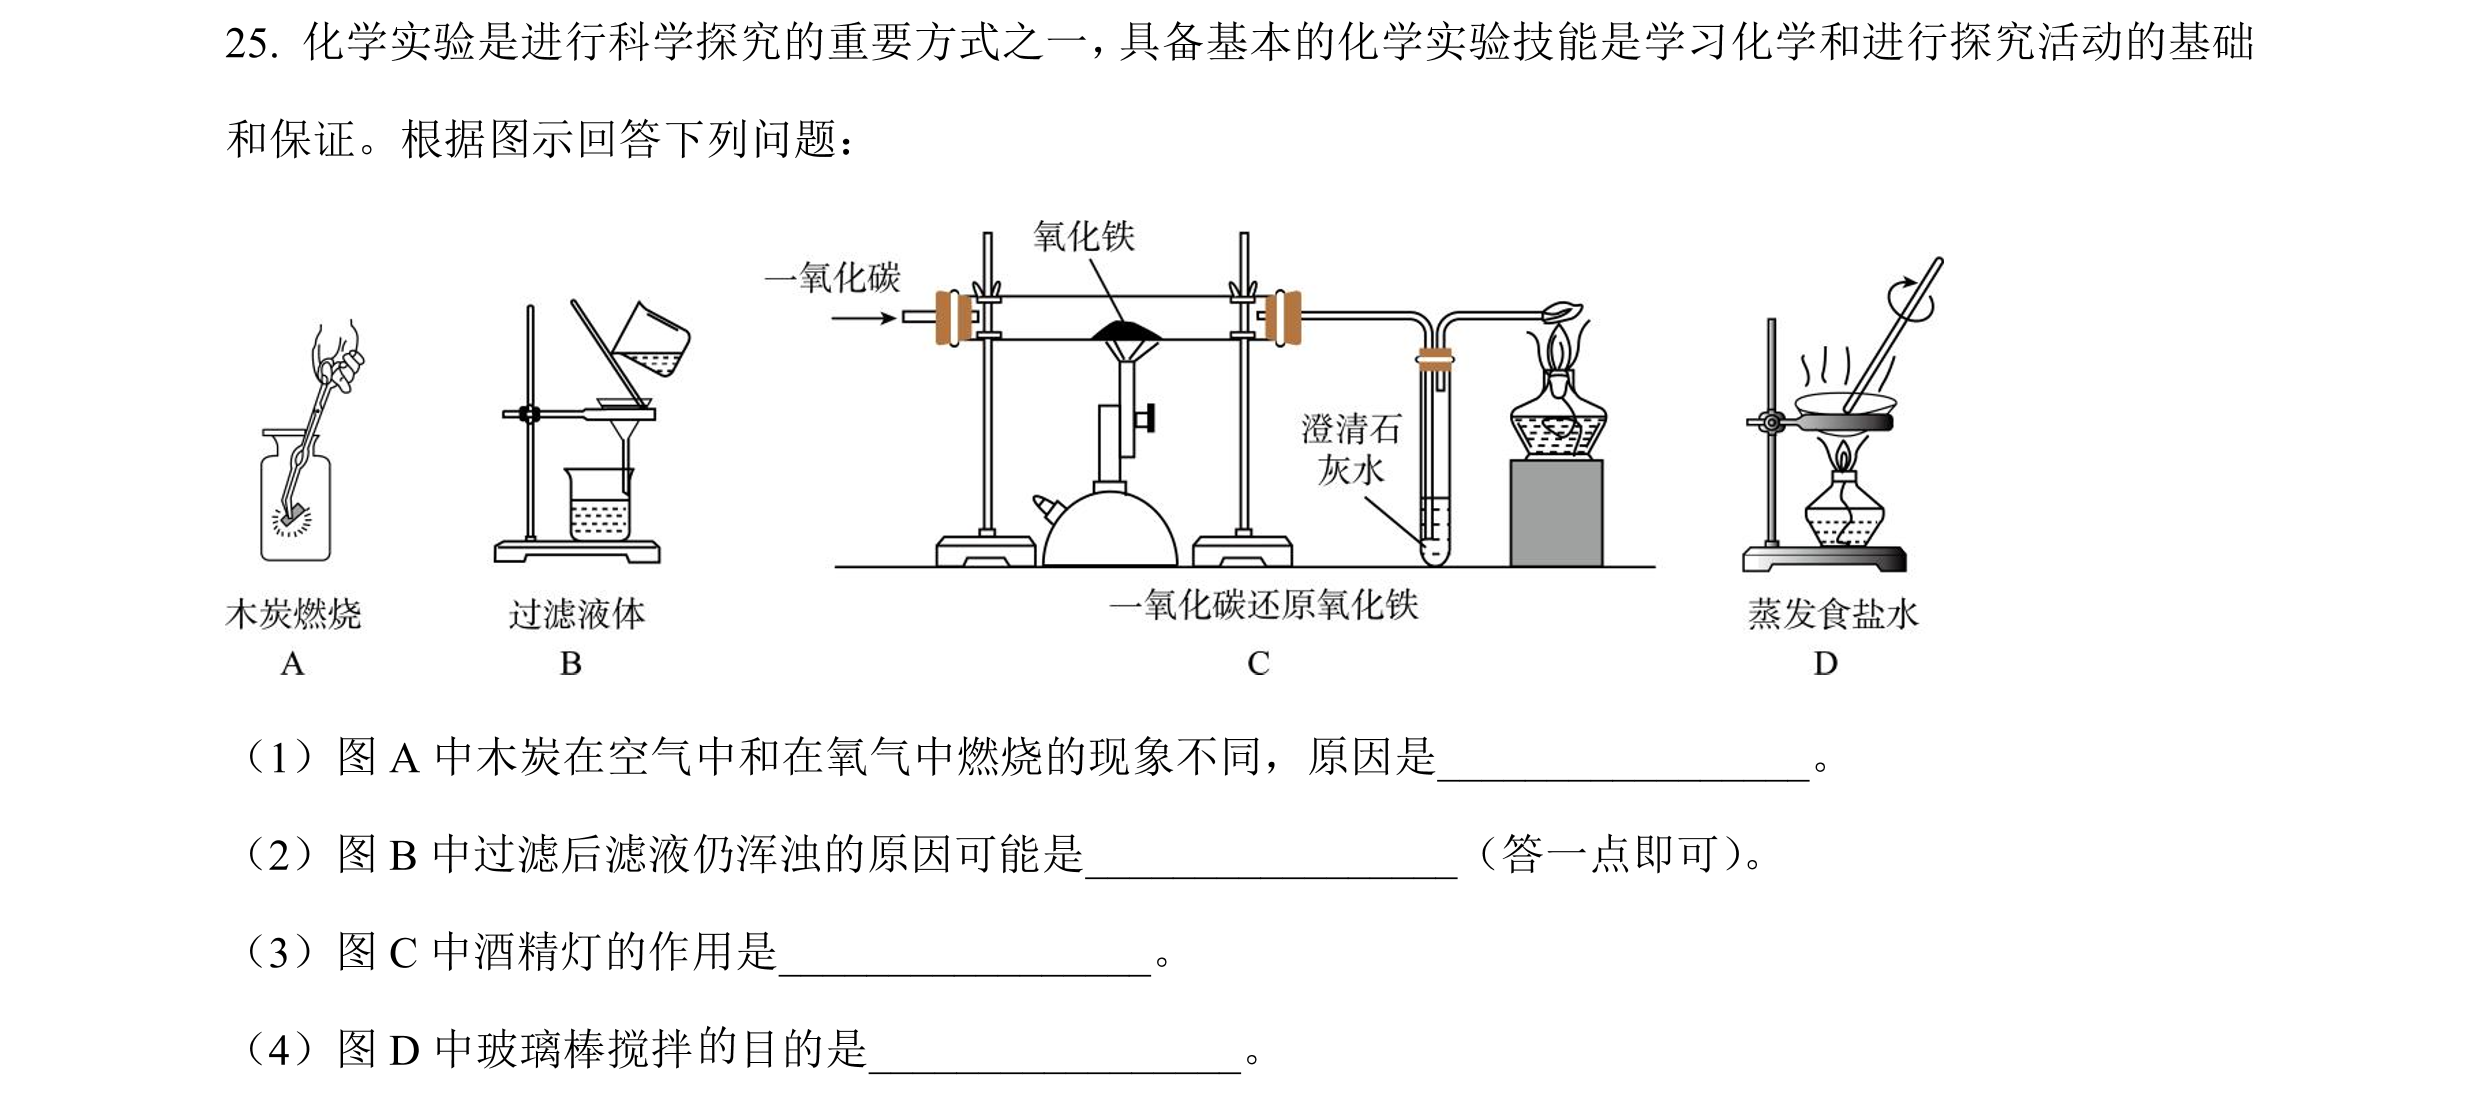 25. 化学实验是进行科学探究的重要方式之一，具备基本的化学实验技能是学习化学和进行探究活动的基础
和保证。根据图示回答下列问题：
氧化铁
一氧化碳
澄清石
灰水
木炭燃烧
过滤液体
一氧化碳还原氧化铁
蒸发食盐水
A
B
C
D
（1）图 A 中木炭在空气中和在氧气中燃烧的现象不同，原因是_________________。
（2）图 B 中过滤后滤液仍浑浊的原因可能是_________________（答一点即可）。
（3）图 C 中酒精灯的作用是_________________。
（4）图 D 中玻璃棒搅拌的目的是_________________。